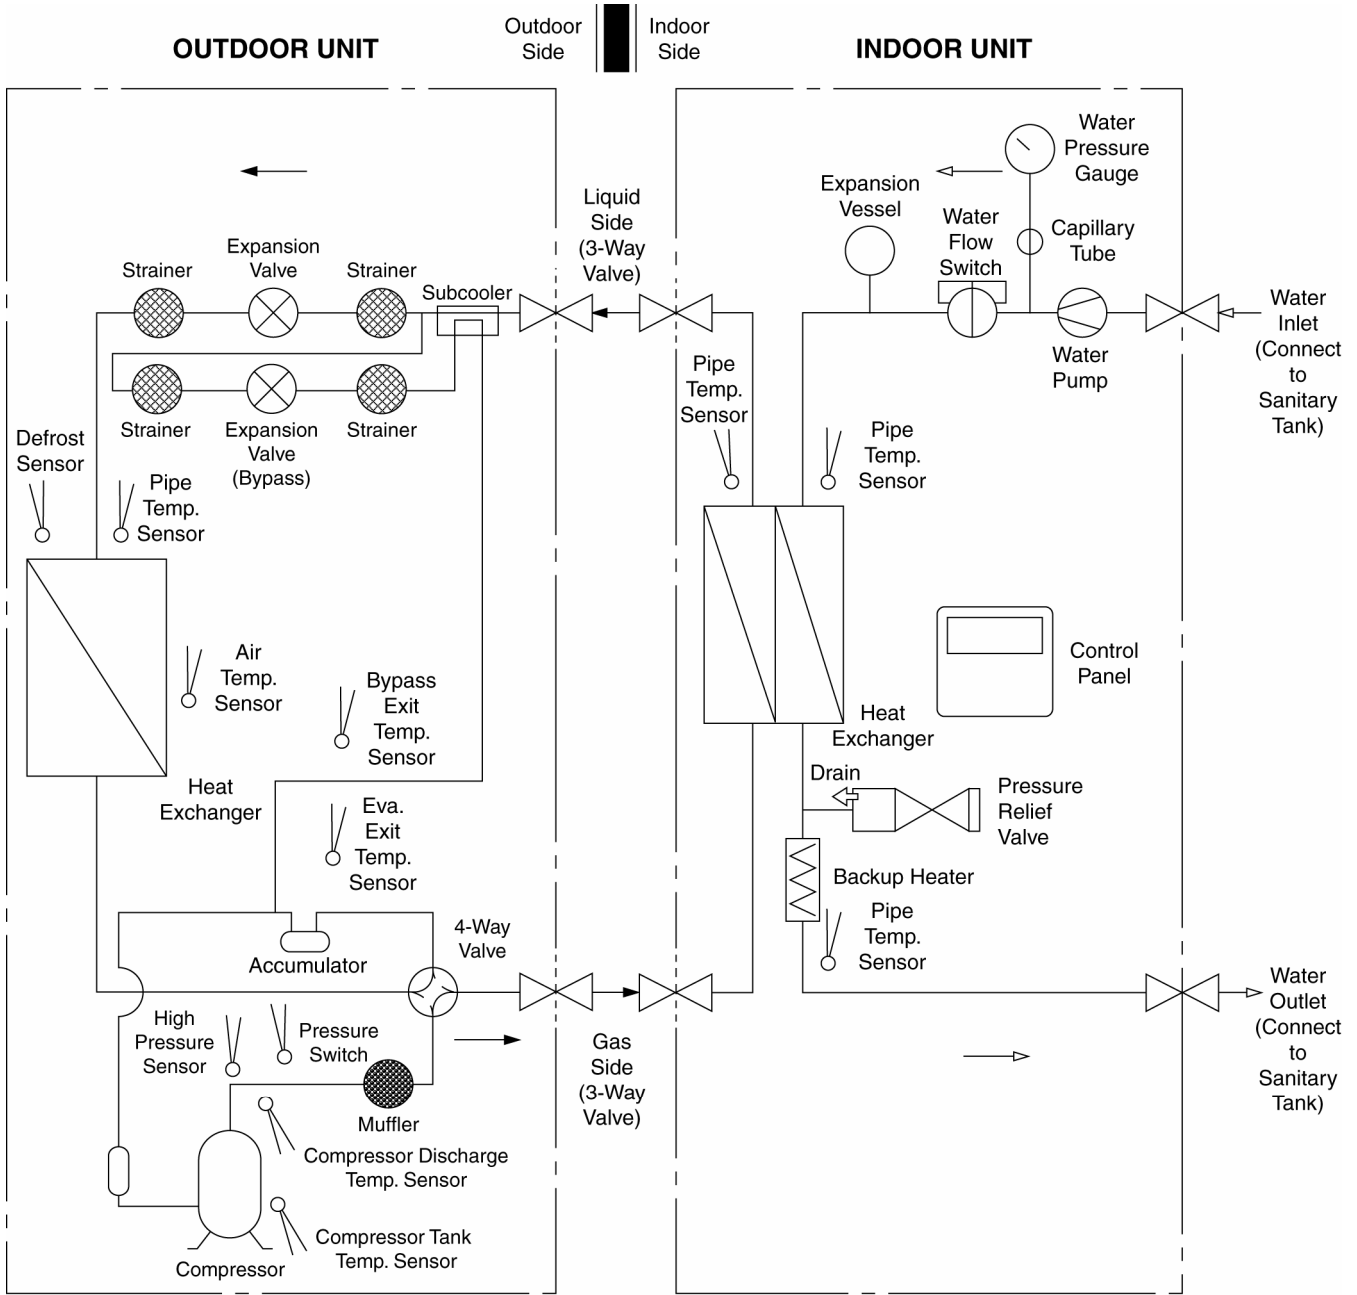 OUTDOOR UNIT
Outdoor
Side
Indoor
Side
INDOOR UNIT
Water
Pressure
Gauge
Expansion
Vessel
Water
Flow
Switch
Capillary
Tube
Liquid
Side
(3-Way
Valve)
Strainer
Expansion
Valve
Strainer
Subcooler
Water
Inlet
(Connect
to
Sanitary
Tank)
Water
Pump
Pipe
Temp.
Sensor
Strainer
Expansion
Valve
(Bypass)
Strainer
Defrost
Sensor
Pipe
Temp.
Sensor
Pipe
Temp.
Sensor
Air
Temp.
Sensor
Bypass
Exit
Temp.
Sensor
Control
Panel
Heat
Exchanger
Heat
Exchanger
Drain
Pressure
Relief
Valve
Eva.
Exit
Temp.
Sensor
Backup Heater
Pipe
Temp.
Sensor
4-Way
Valve
Accumulator
Water
Outlet
(Connect
to
Sanitary
Tank)
High
Pressure
Sensor
Pressure
Switch
Gas
Side
(3-Way
Valve)
Muffler
Compressor Discharge
Temp. Sensor
Compressor Tank
Temp. Sensor
Compressor